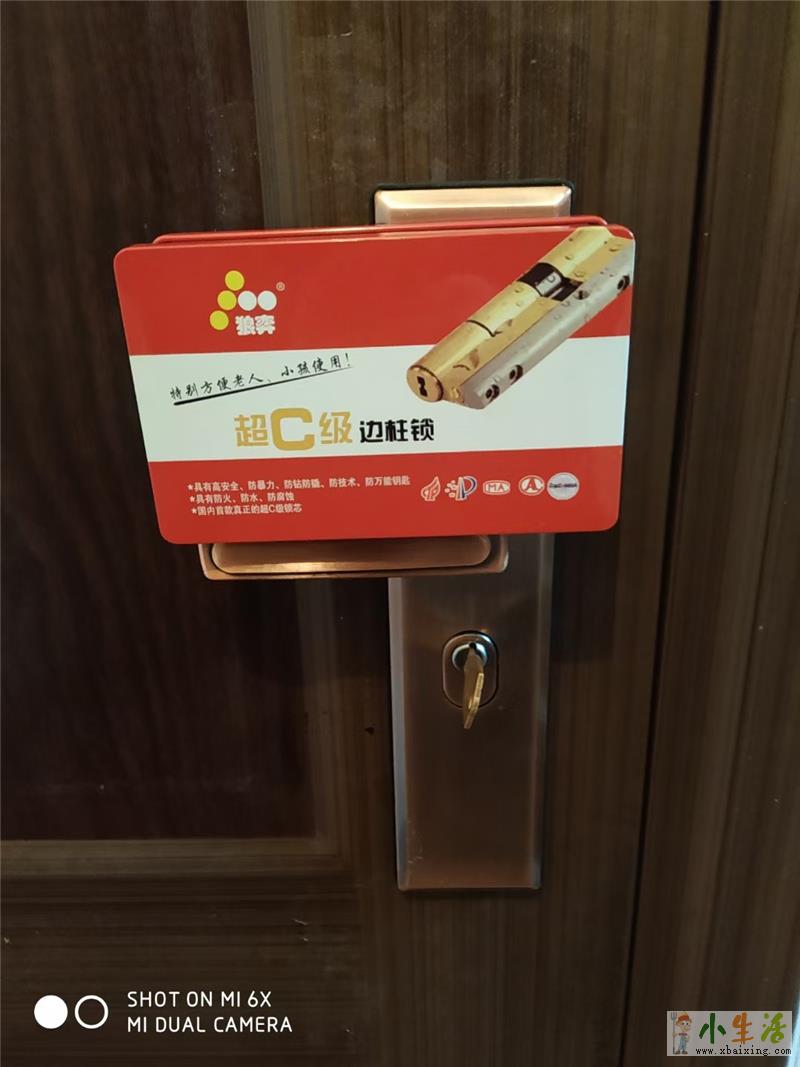 狼弈®
特别方便老人、小孩使用!
超C级 边柱锁
★具有高安全、防暴力、防钻防撬、防技术、防万能钥匙
★具有防火、防水、防腐蚀
★国内首款真正的超C级锁芯
MA
A
SHOT ON MI 6X
MI DUAL CAMERA
小生活
www.xbaixing.com